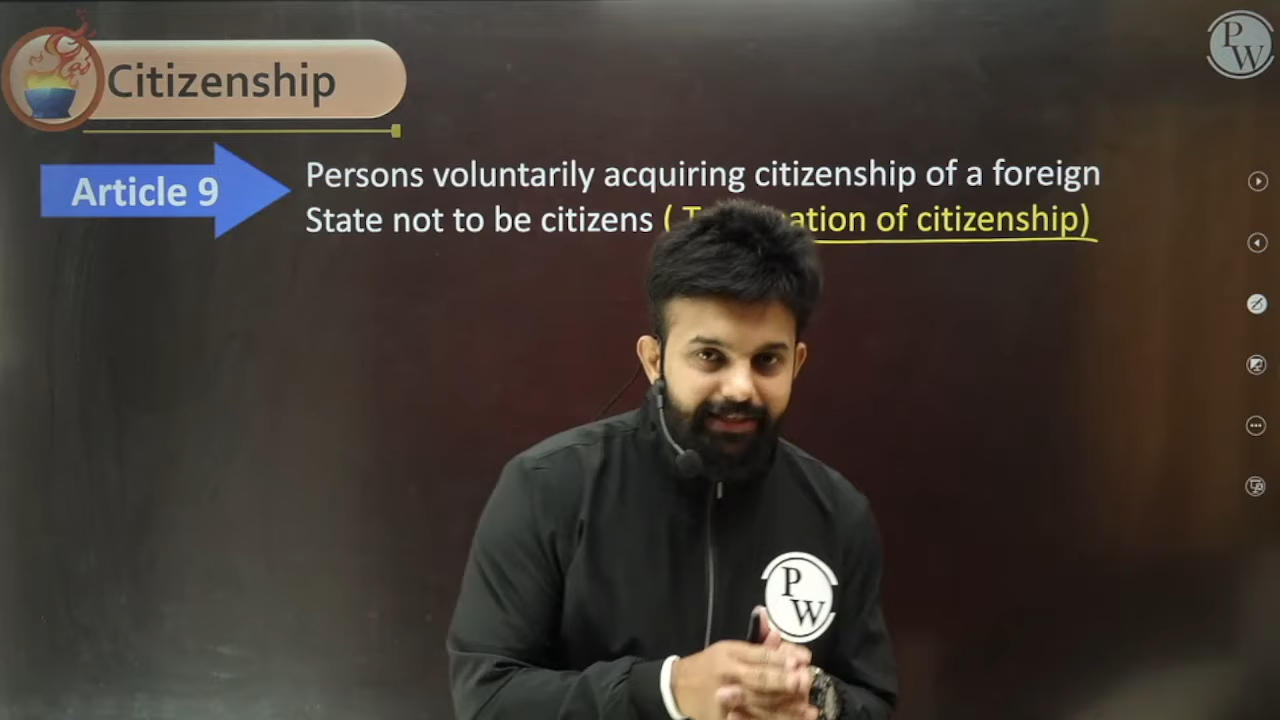 PW
Citizenship
Article 9
Persons voluntarily acquiring citizenship of a foreign
State not to be citizens ( of citizenship)
PW